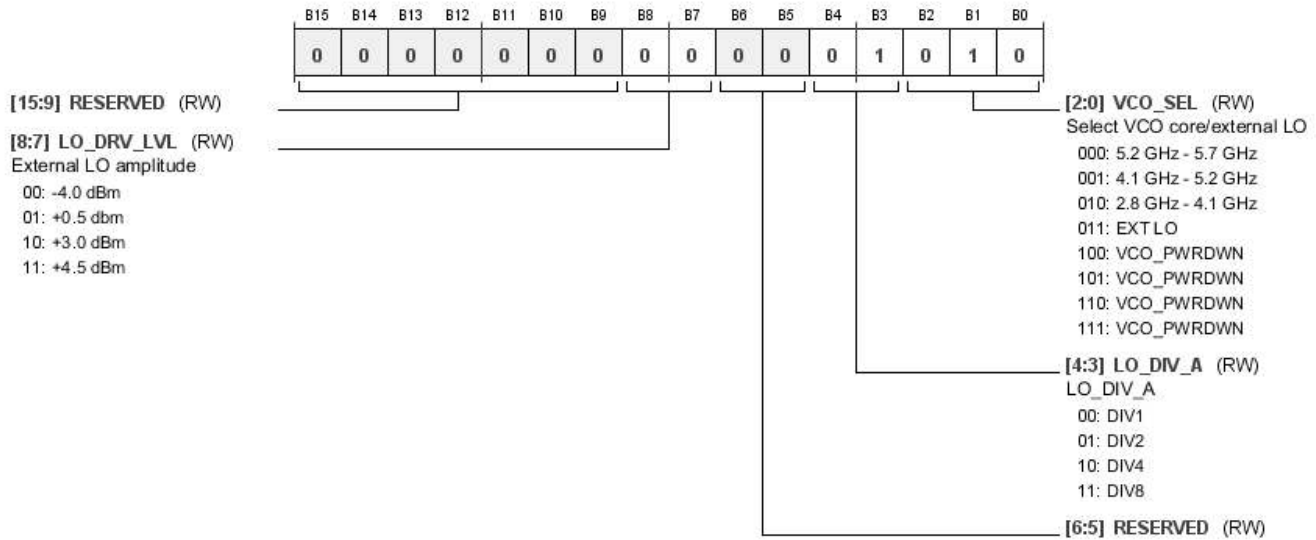 B15 B14 B13 B12 B11 B10 B9 B8 B7 B6 B5 B4 B3 B2 B1 B0
0 0 0 0 0 0 0 0 0 0 0 0 1 0 1 0
[15:9] RESERVED (RW)
[8:7] LO_DRV_LVL (RW)
External LO amplitude
00: -4.0 dBm
01: +0.5 dbm
10: +3.0 dBm
11: +4.5 dBm
[2:0] VCO_SEL (RW)
Select VCO core/external LO
000: 5.2 GHz - 5.7 GHz
001: 4.1 GHz - 5.2 GHz
010: 2.8 GHz - 4.1 GHz
011: EXT LO
100: VCO_PWRDWN
101: VCO_PWRDWN
110: VCO_PWRDWN
111: VCO_PWRDWN
[4:3] LO_DIV_A (RW)
LO_DIV_A
00: DIV1
01: DIV2
10: DIV4
11: DIV8
[6:5] RESERVED (RW)